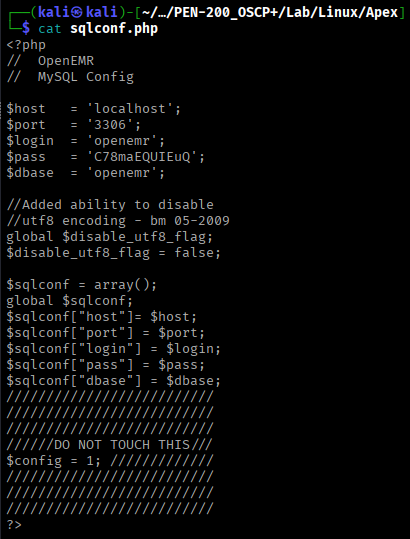 ┌──(kali㉿kali)-[~/…/PEN-200_OSCP+/Lab/Linux/Apex]
└─$ cat sqlconf.php
<?php
//  OpenEMR
//  MySQL Config

$host   = 'localhost';
$port   = '3306';
$login  = 'openemr';
$pass   = 'C78maEQUIEuQ';
$dbase  = 'openemr';

//Added ability to disable
//utf8 encoding - bm 05-2009
global $disable_utf8_flag;
$disable_utf8_flag = false;

$sqlconf = array();
global $sqlconf;
$sqlconf["host"]= $host;
$sqlconf["port"] = $port;
$sqlconf["login"] = $login;
$sqlconf["pass"] = $pass;
$sqlconf["dbase"] = $dbase;
//////////////////////////
//////////////////////////
//////////////////////////
//////DO NOT TOUCH THIS///
$config = 1; /////////////
//////////////////////////
//////////////////////////
//////////////////////////
?>